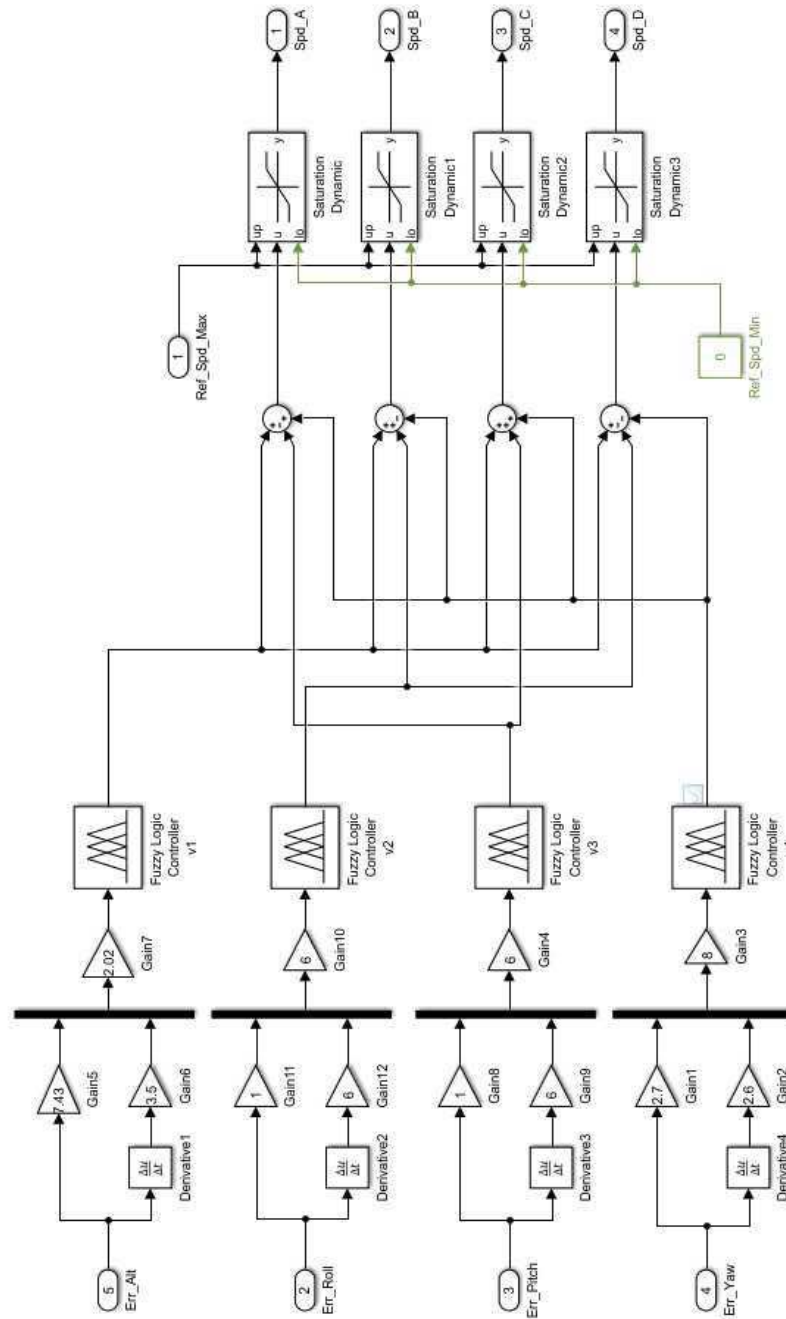 5
Err_Alt
7.43
Gain5
Δu
Δt
Derivative1
3.5
Gain6
2.02
Gain7
Fuzzy Logic
Controller
v1
2
Err_Roll
1
Gain11
Δu
Δt
Derivative2
6
Gain12
6
Gain10
Fuzzy Logic
Controller
v2
3
Err_Pitch
1
Gain8
Δu
Δt
Derivative3
6
Gain9
6
Gain4
Fuzzy Logic
Controller
v3
4
Err_Yaw
2.7
Gain1
Δu
Δt
Derivative4
2.6
Gain2
8
Gain3
Fuzzy Logic
Controller
1
Ref_Spd_Max
0
Ref_Spd_Min
up
u
lo
y
Saturation
Dynamic
1
Spd_A
up
u
lo
y
Saturation
Dynamic1
2
Spd_B
up
u
lo
y
Saturation
Dynamic2
3
Spd_C
up
u
lo
y
Saturation
Dynamic3
4
Spd_D